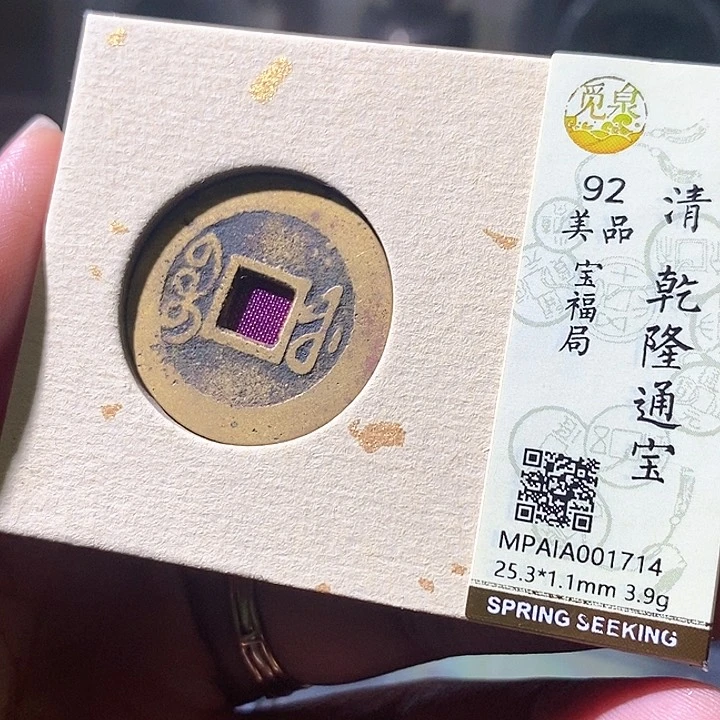 觅泉
清 乾隆通宝
92
美品
宝福局
MPAIA001714
25.3*1.1mm 3.9g
SPRING SEEKING